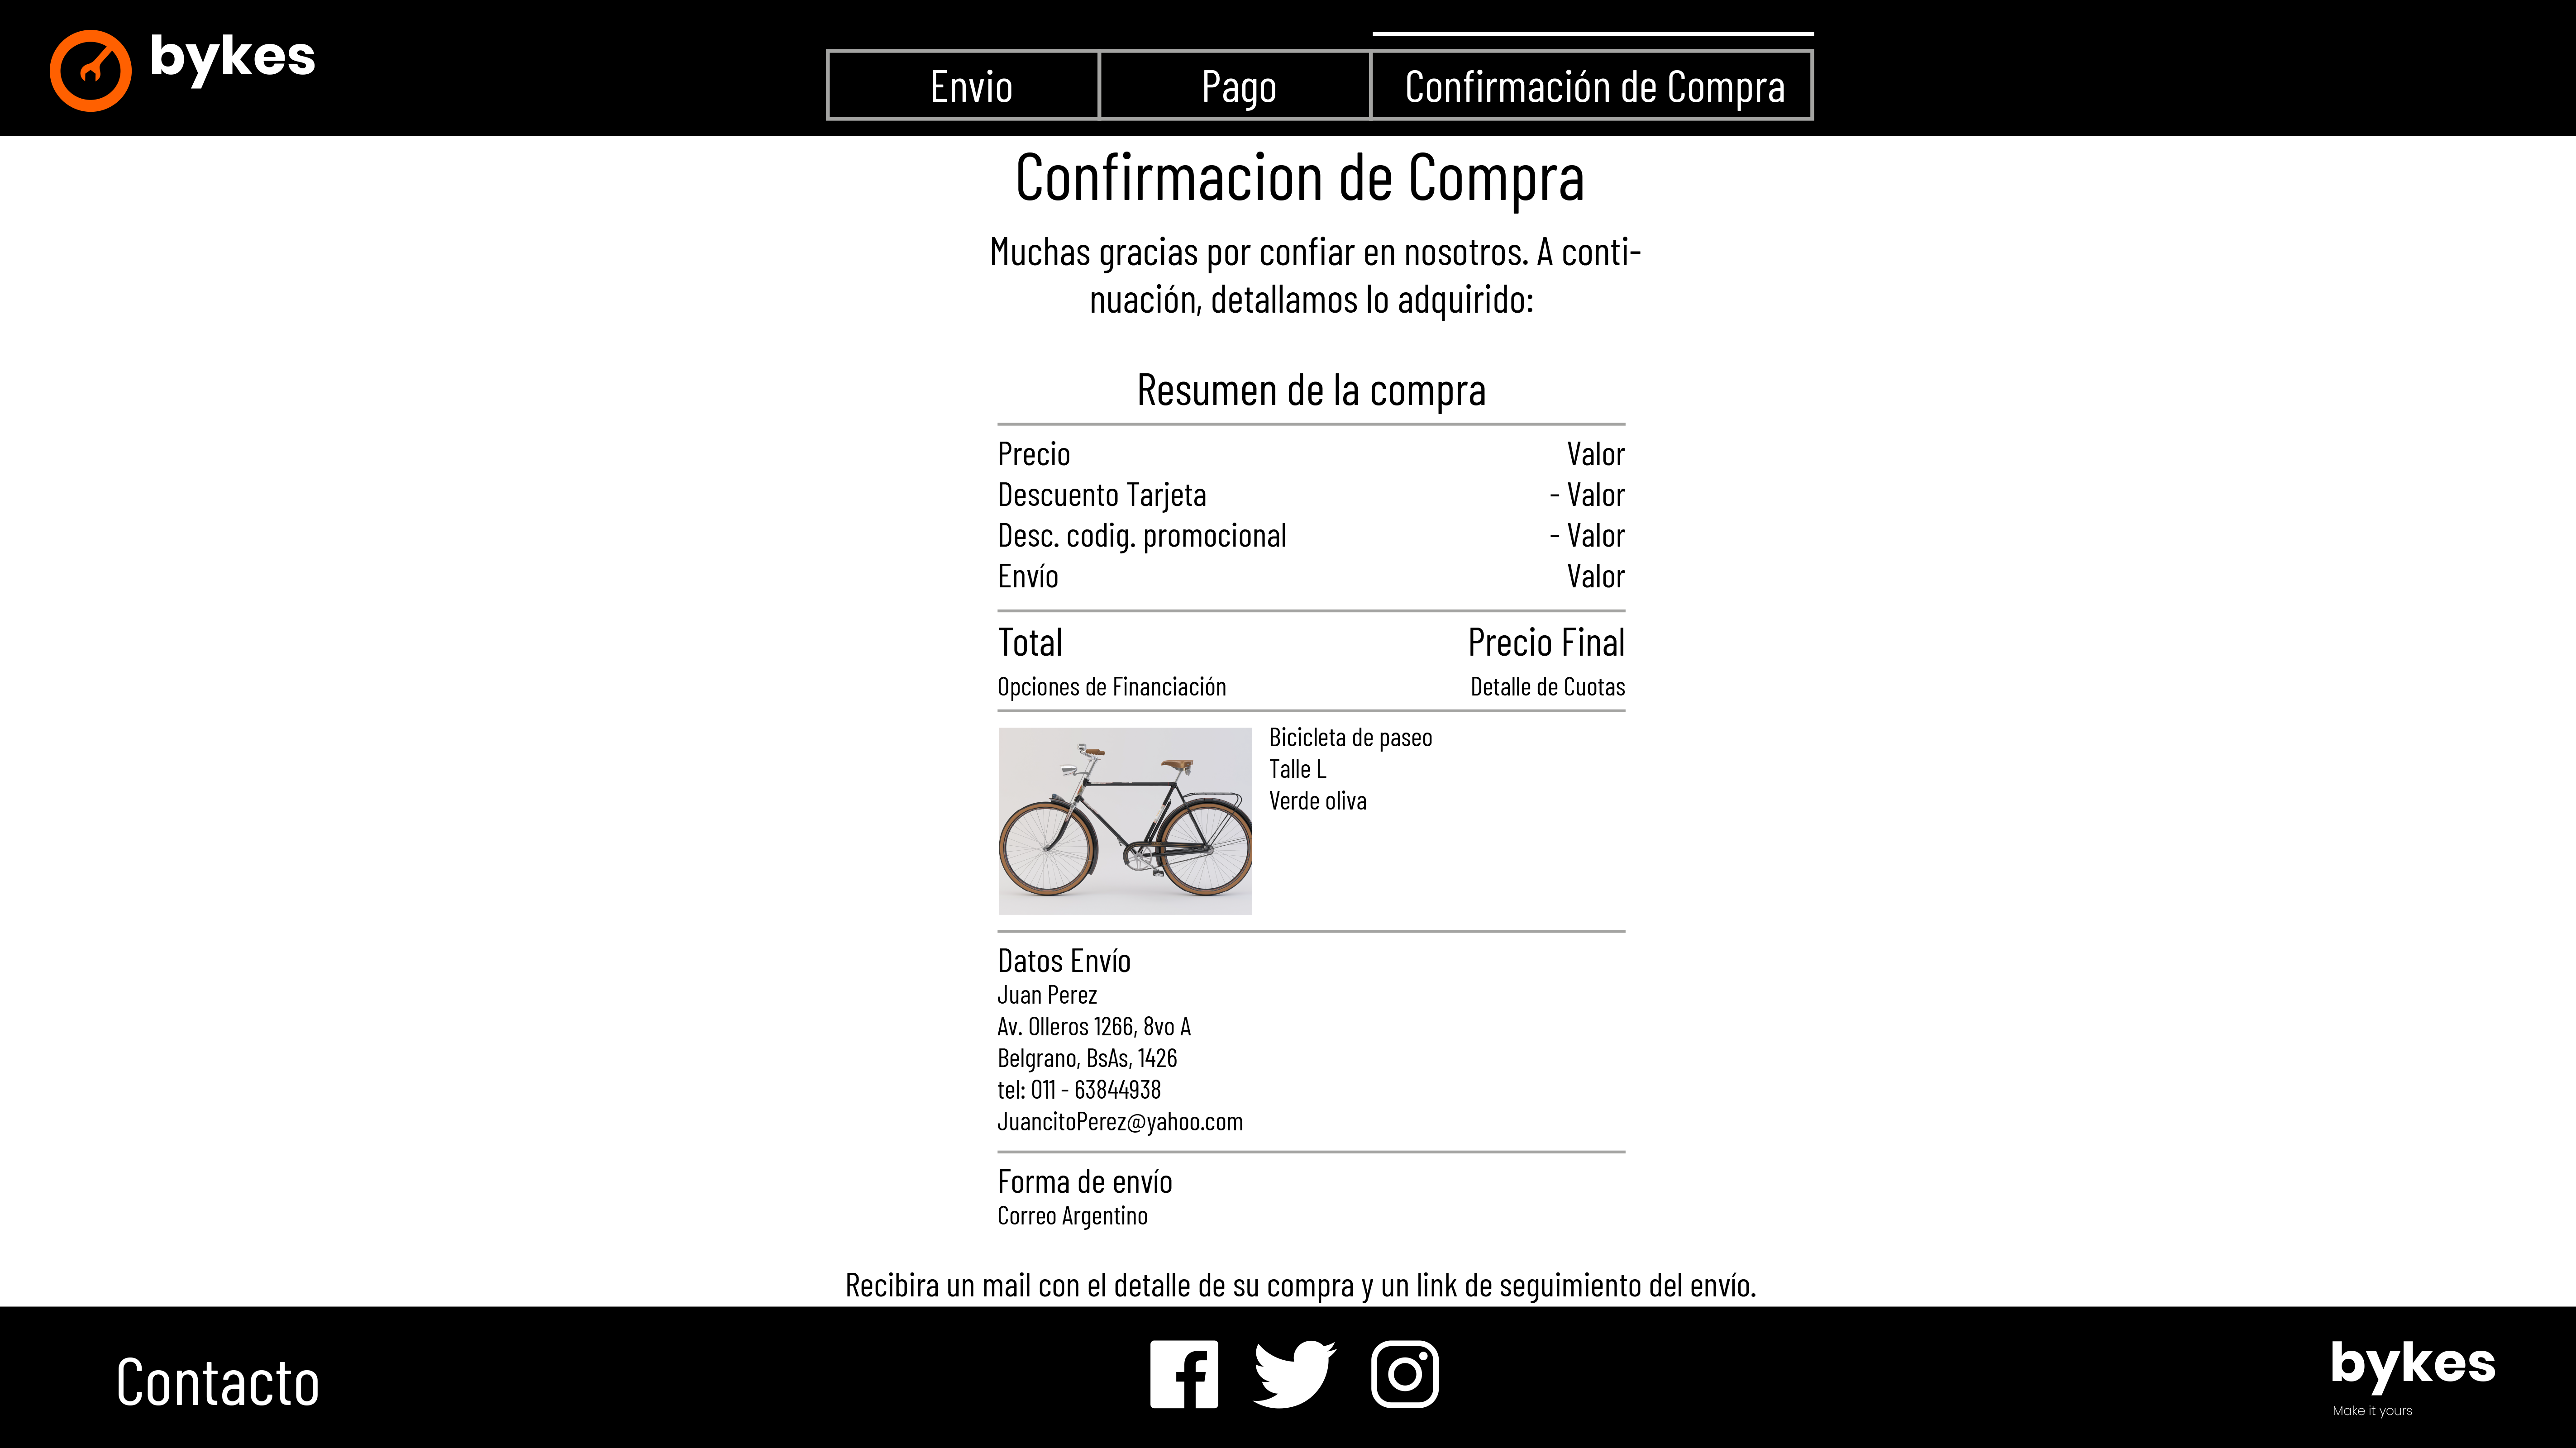 bykes
Envio
Pago
Confirmación de Compra
Confirmacion de Compra
Muchas gracias por confiar en nosotros. A conti-
nuación, detallamos lo adquirido:
Resumen de la compra
Precio Valor
Descuento Tarjeta - Valor
Desc. codig. promocional - Valor
Envío Valor
Total Precio Final
Opciones de Financiación Detalle de Cuotas
Bicicleta de paseo
Talle L
Verde oliva
Datos Envío
Juan Perez
Av. Olleros 1266, 8vo A
Belgrano, BsAs, 1426
tel: 011 - 63844938
JuancitoPerez@yahoo.com
Forma de envío
Correo Argentino
Recibira un mail con el detalle de su compra y un link de seguimiento del envío.
Contacto
bykes
Make it yours